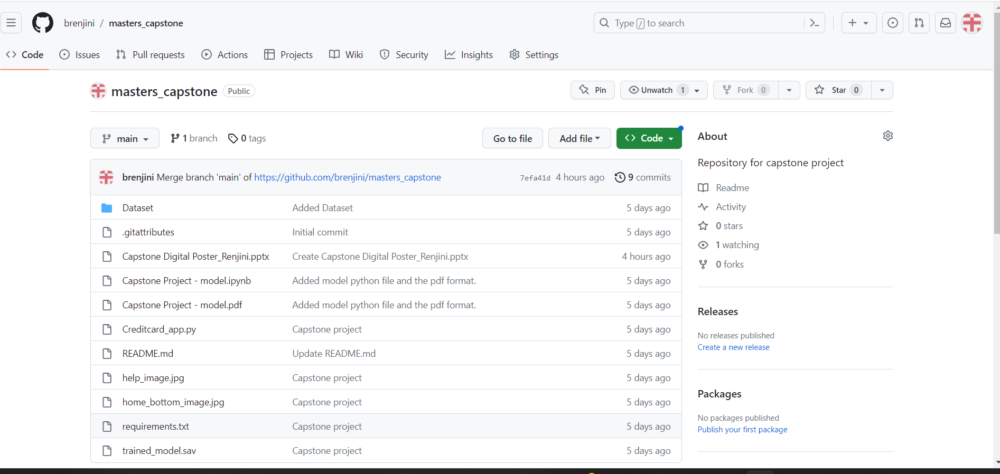 brenjini / masters_capstone
Type / to search
Code Issues Pull requests Actions Projects Wiki Security Insights Settings
masters_capstone Public
Pin Unwatch 1 Fork 0 Star 0
main 1 branch 0 tags Go to file Add file Code
brenjini Merge branch 'main' of https://github.com/brenjini/masters_capstone 7efa41d 4 hours ago 9 commits
Dataset Added Dataset 5 days ago
.gitattributes Initial commit 5 days ago
Capstone Digital Poster_Renjini.pptx Create Capstone Digital Poster_Renjini.pptx 4 hours ago
Capstone Project - model.ipynb Added model python file and the pdf format. 5 days ago
Capstone Project - model.pdf Added model python file and the pdf format. 5 days ago
Creditcard_app.py Capstone project 5 days ago
README.md Update README.md 5 days ago
help_image.jpg Capstone project 5 days ago
home_bottom_image.jpg Capstone project 5 days ago
requirements.txt Capstone project 5 days ago
trained_model.sav Capstone project 5 days ago
About
Repository for capstone project
Readme
Activity
0 stars
1 watching
0 forks
Releases
No releases published
Create a new release
Packages
No packages published
Publish your first package